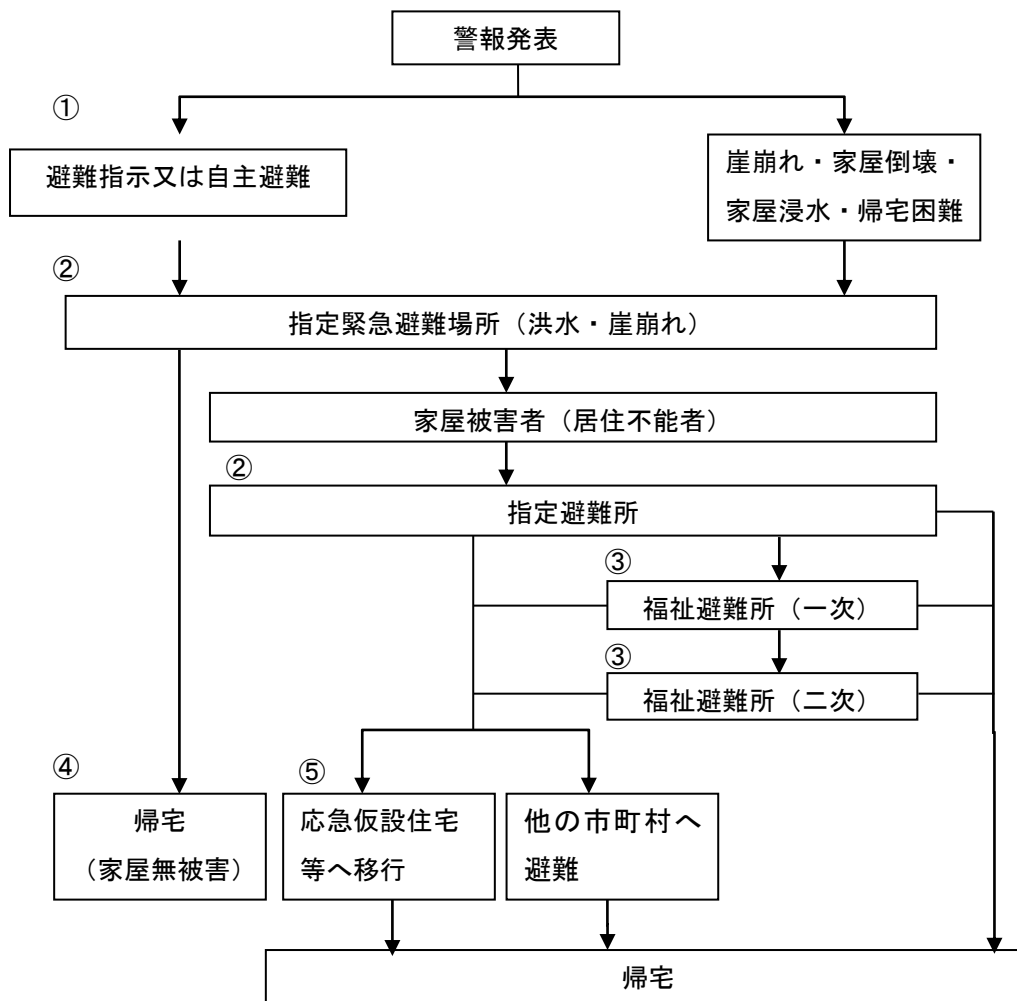 警報発表
①
避難指示又は自主避難
崖崩れ・家屋倒壊・
家屋浸水・帰宅困難
②
指定緊急避難場所（洪水・崖崩れ）
家屋被害者（居住不能者）
②
指定避難所
③
福祉避難所（一次）
③
福祉避難所（二次）
④
帰宅
（家屋無被害）
⑤
応急仮設住宅
等へ移行
他の市町村へ
避難
帰宅